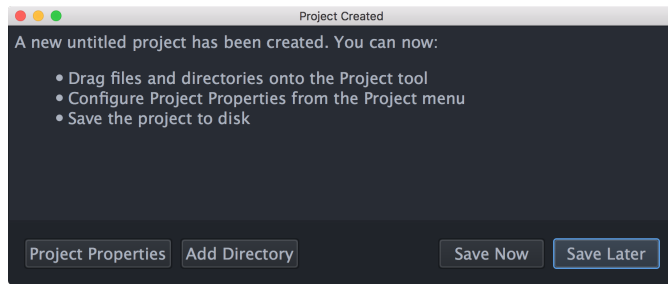 Project Created
A new untitled project has been created. You can now:
• Drag files and directories onto the Project tool
• Configure Project Properties from the Project menu
• Save the project to disk
Project Properties Add Directory Save Now Save Later